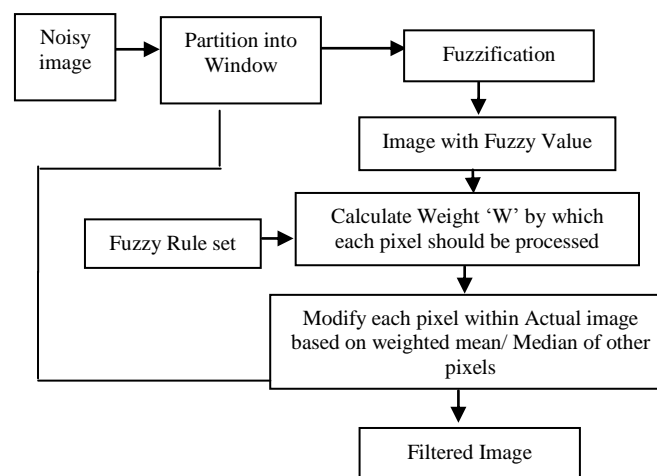 Noisy
image
Partition into
Window
Fuzzification
Image with Fuzzy Value
Fuzzy Rule set
Calculate Weight ‘W’ by which
each pixel should be processed
Modify each pixel within Actual image
based on weighted mean/ Median of other
pixels
Filtered Image